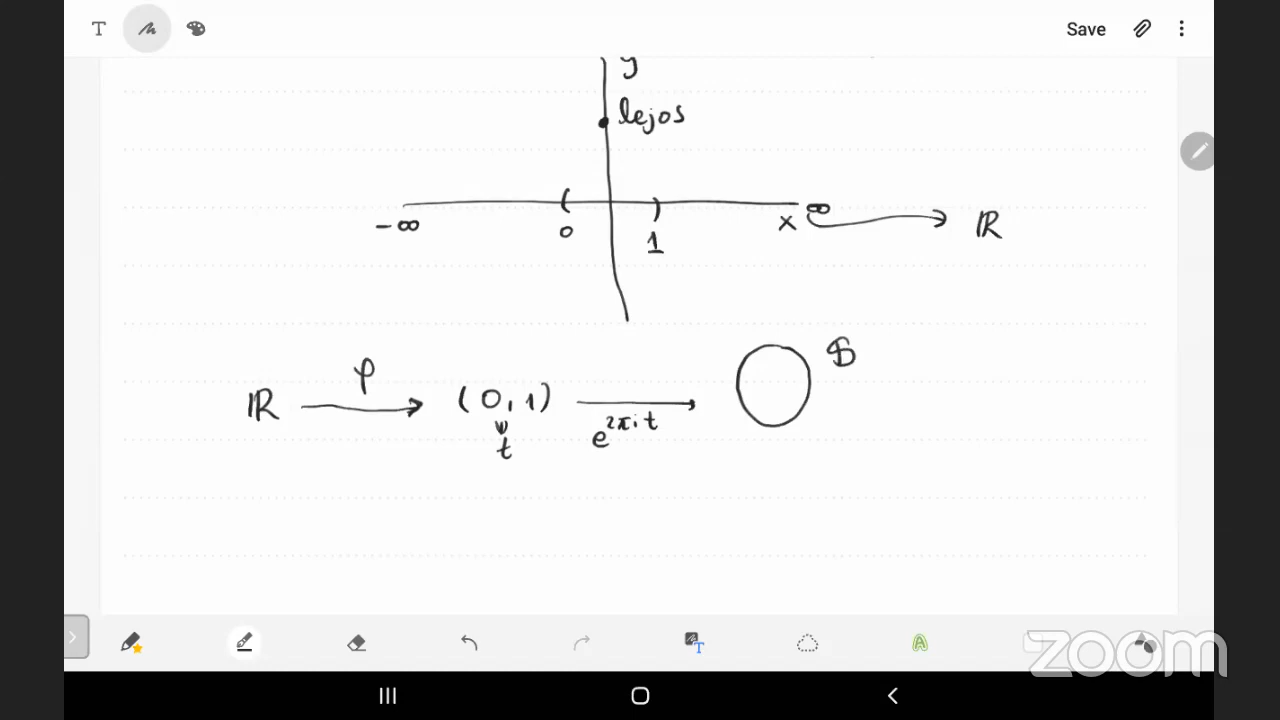 T Save
y
lejos
-∞ ( 0 ) 1 x ∞ → ℝ
ℝ —φ→ (0,1) —e^{2πit}→ 𝕊
t
zoom